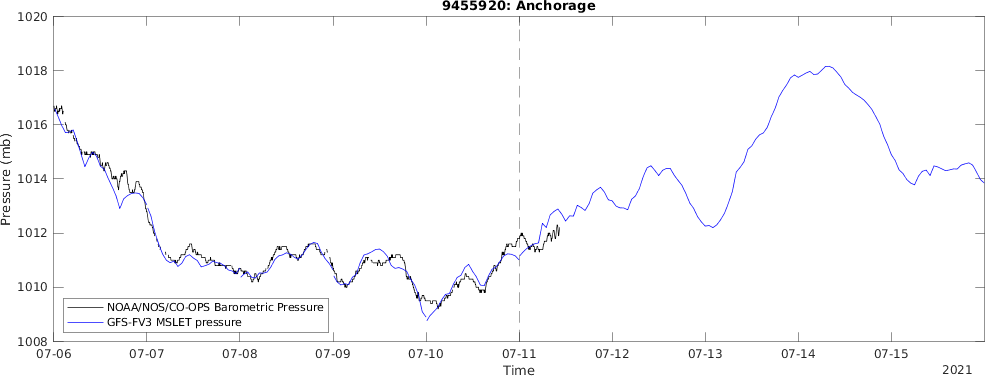 9455920: Anchorage
1020
1018
1016
1014
1012
1010
1008
Pressure (mb)
NOAA/NOS/CO-OPS Barometric Pressure
GFS-FV3 MSLET pressure
07-06 07-07 07-08 07-09 07-10 07-11 07-12 07-13 07-14 07-15
Time
2021